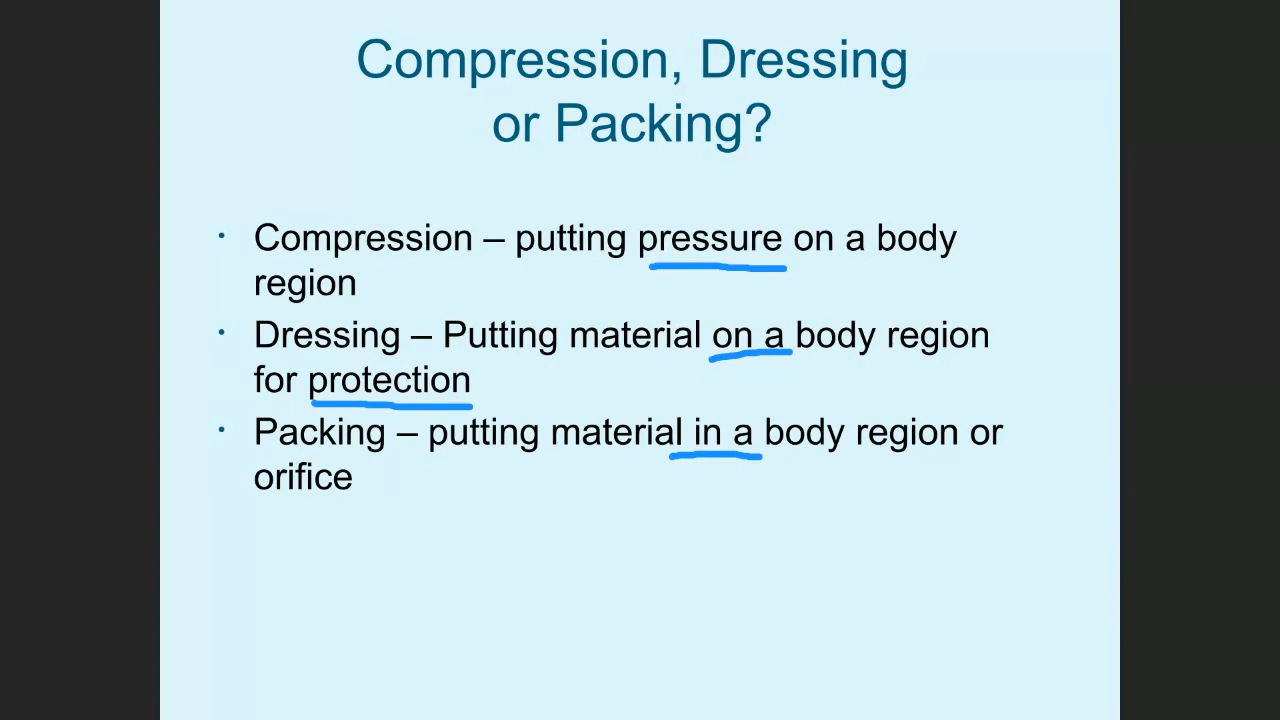 Compression, Dressing
or Packing?
• Compression – putting pressure on a body
region
• Dressing – Putting material on a body region
for protection
• Packing – putting material in a body region or
orifice